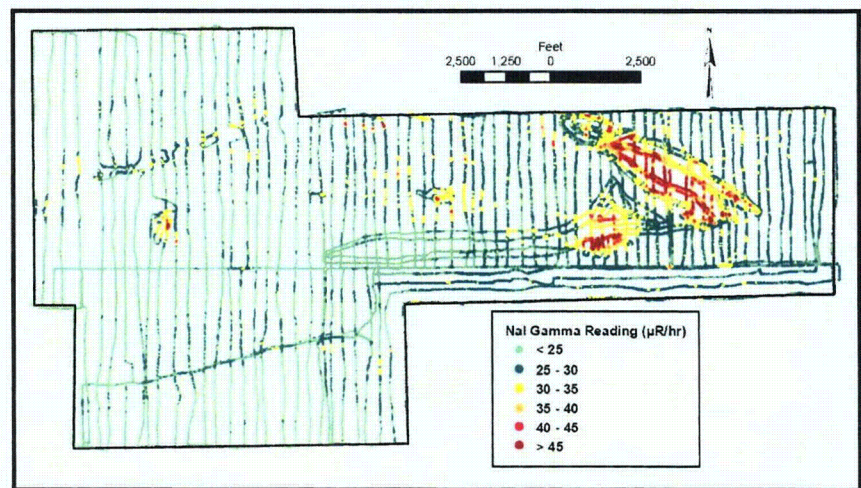 Feet
2,500 1,250 0 2,500
N
NaI Gamma Reading (µR/hr)
< 25
25 - 30
30 - 35
35 - 40
40 - 45
> 45